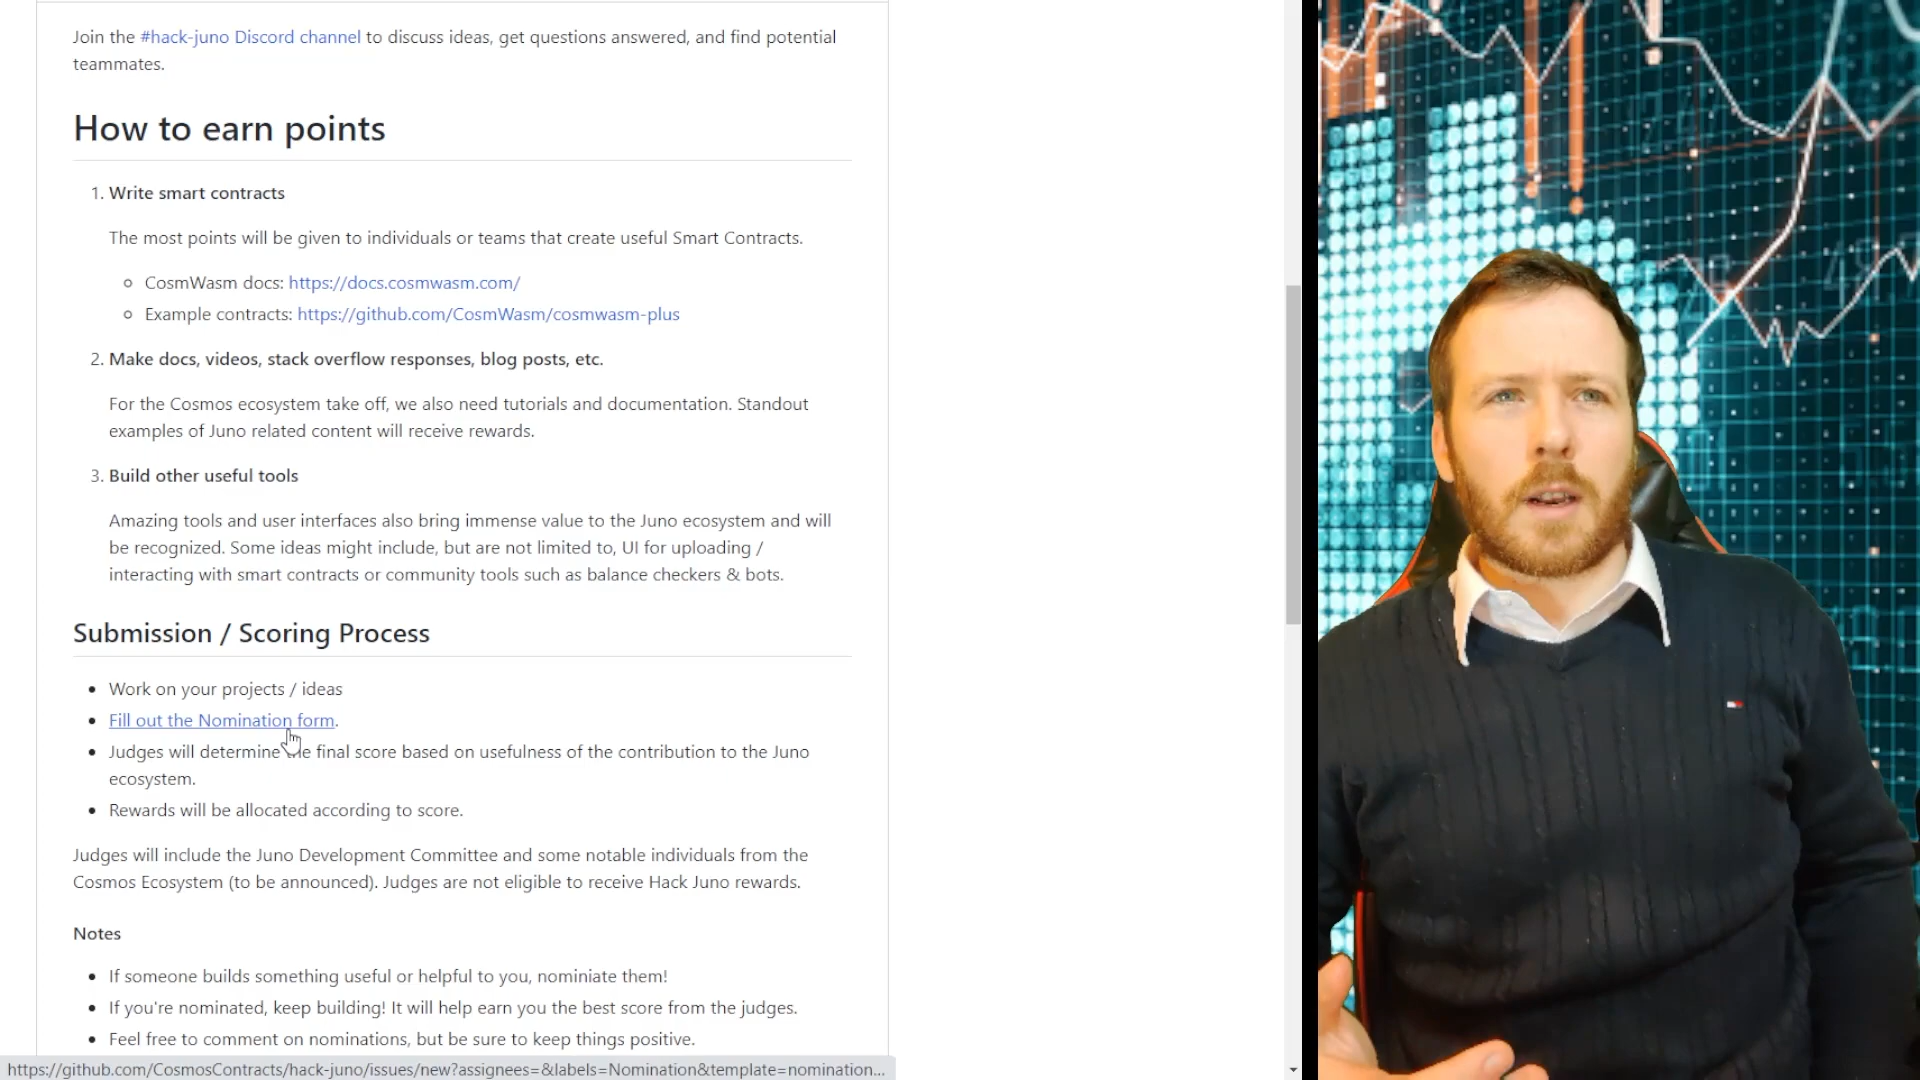 Join the #hack-juno Discord channel to discuss ideas, get questions answered, and find potential
teammates.
How to earn points
1. Write smart contracts
The most points will be given to individuals or teams that create useful Smart Contracts.
CosmWasm docs: https://docs.cosmwasm.com/
Example contracts: https://github.com/CosmWasm/cosmwasm-plus
2. Make docs, videos, stack overflow responses, blog posts, etc.
For the Cosmos ecosystem take off, we also need tutorials and documentation. Standout
examples of Juno related content will receive rewards.
3. Build other useful tools
Amazing tools and user interfaces also bring immense value to the Juno ecosystem and will
be recognized. Some ideas might include, but are not limited to, UI for uploading /
interacting with smart contracts or community tools such as balance checkers & bots.
Submission / Scoring Process
Work on your projects / ideas
Fill out the Nomination form.
Judges will determine the final score based on usefulness of the contribution to the Juno
ecosystem.
Rewards will be allocated according to score.
Judges will include the Juno Development Committee and some notable individuals from the
Cosmos Ecosystem (to be announced). Judges are not eligible to receive Hack Juno rewards.
Notes
If someone builds something useful or helpful to you, nominiate them!
If you're nominated, keep building! It will help earn you the best score from the judges.
Feel free to comment on nominations, but be sure to keep things positive.
https://github.com/CosmosContracts/hack-juno/issues/new?assignees=&labels=Nomination&template=nomination...